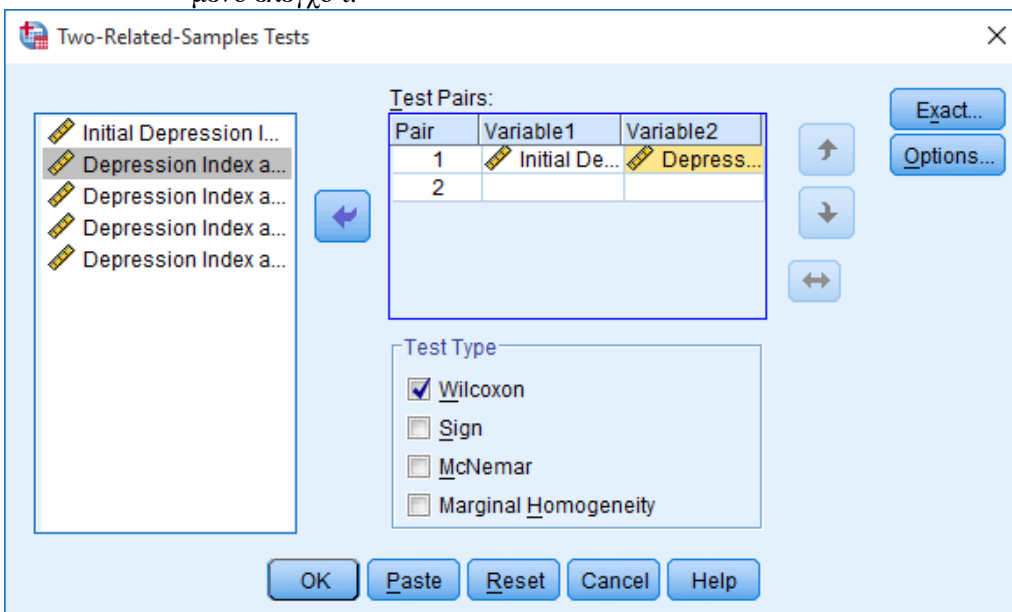 μόνο έλεγχο t.
Two-Related-Samples Tests
Initial Depression I...
Depression Index a...
Depression Index a...
Depression Index a...
Depression Index a...
Test Pairs:
Pair Variable1 Variable2
1 Initial De... Depress...
2
Exact...
Options...
Test Type
Wilcoxon
Sign
McNemar
Marginal Homogeneity
OK Paste Reset Cancel Help